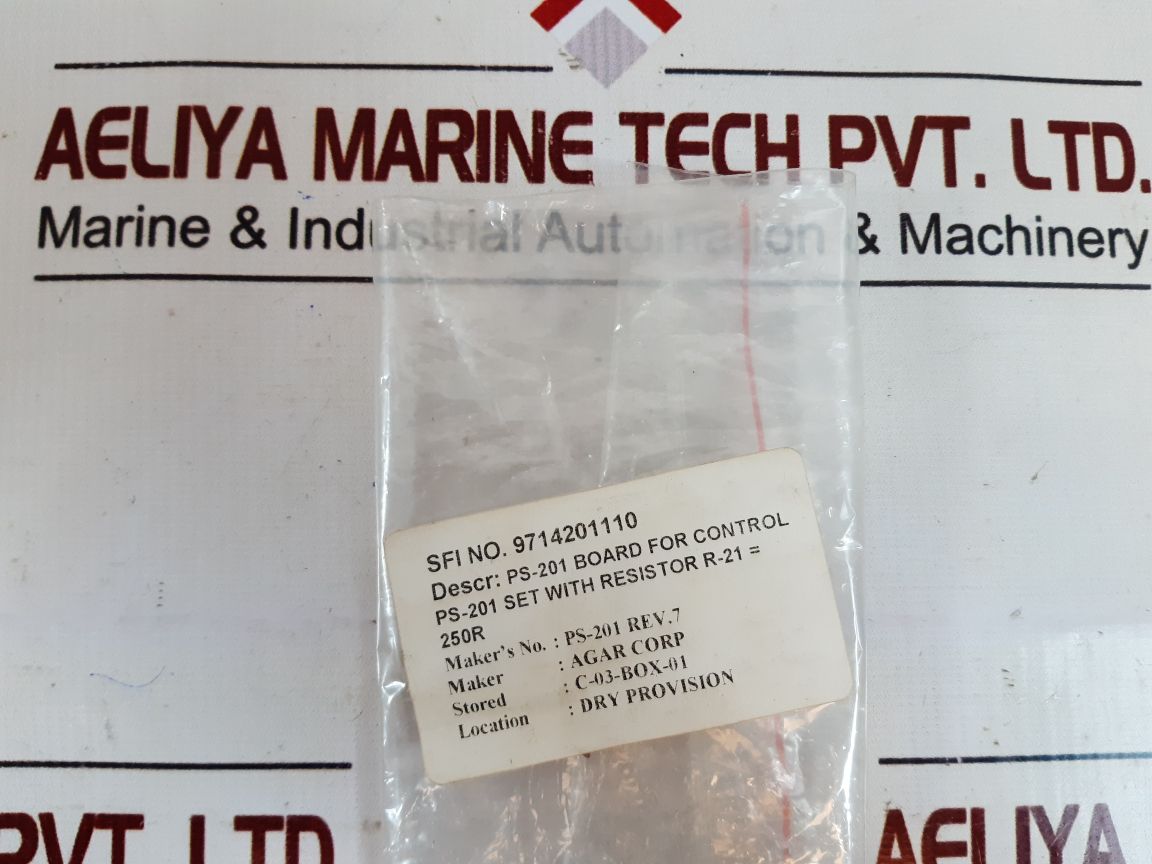 AELIYA MARINE TECH PVT. LTD.
Marine & Industrial Automation & Machinery
SFI NO. 9714201110
Descr: PS-201 BOARD FOR CONTROL
PS-201 SET WITH RESISTOR R-21 =
250R
Maker's No. : PS-201 REV.7
Maker : AGAR CORP
Stored : C-03-BOX-01
Location : DRY PROVISION
PVT. LTD.
AELIYA